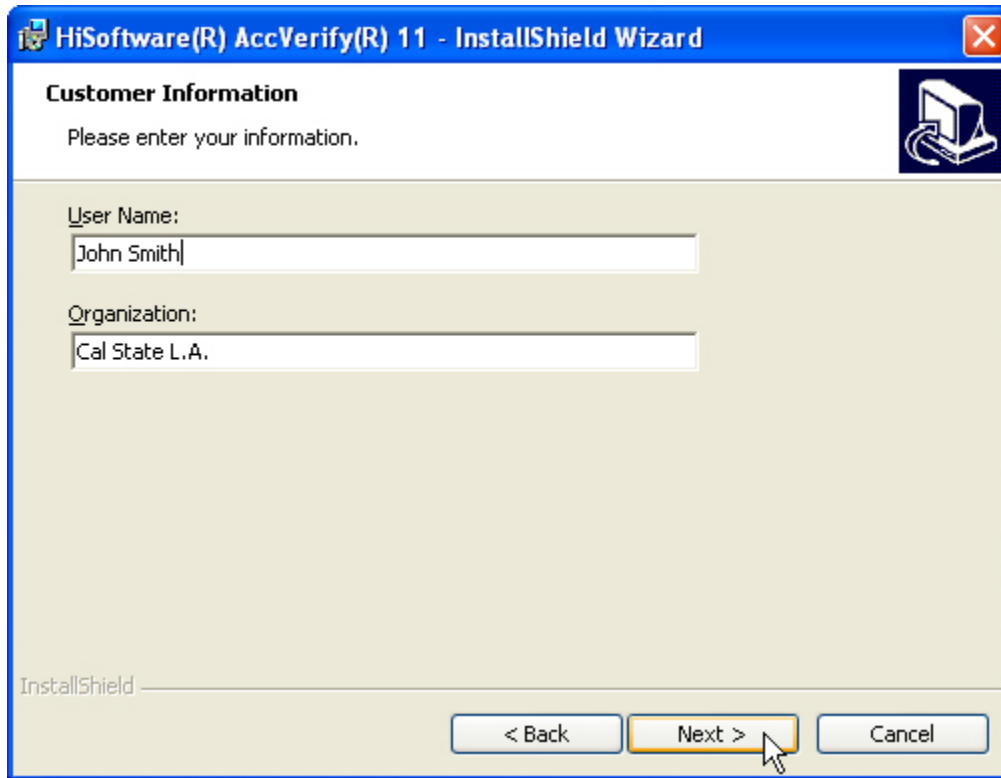 HiSoftware(R) AccVerify(R) 11 - InstallShield Wizard
Customer Information
Please enter your information.
User Name:
John Smith
Organization:
Cal State L.A.
InstallShield
< Back
Next >
Cancel